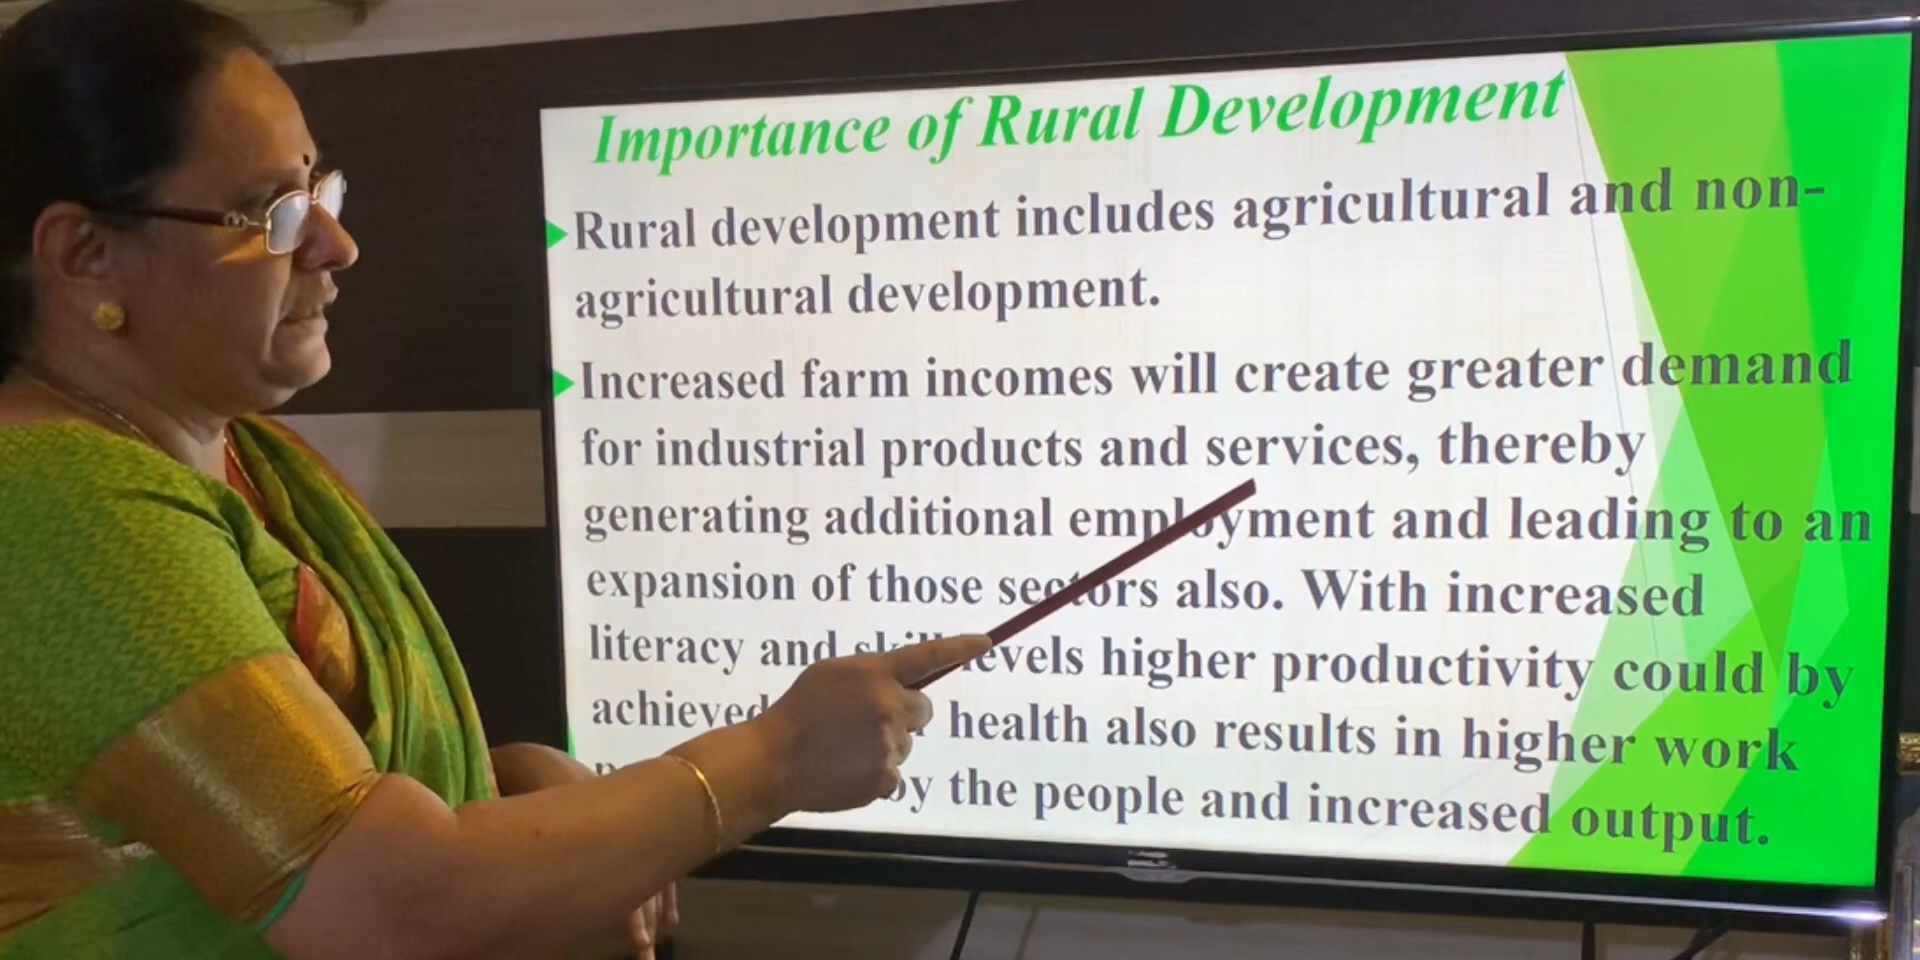 Importance of Rural Development
Rural development includes agricultural and non-
agricultural development.
Increased farm incomes will create greater demand
for industrial products and services, thereby
generating additional employment and leading to an
expansion of those sectors also. With increased
literacy and skill levels higher productivity could by
achieved health also results in higher work
by the people and increased output.